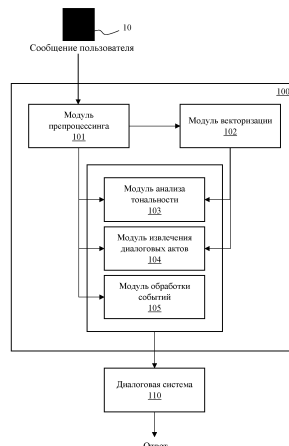 10
Сообщение пользователя
100
Модуль
препроцессинга
101
Модуль векторизации
102
Модуль анализа
тональности
103
Модуль извлечения
диалоговых актов
104
Модуль обработки
событий
105
Диалоговая система
110